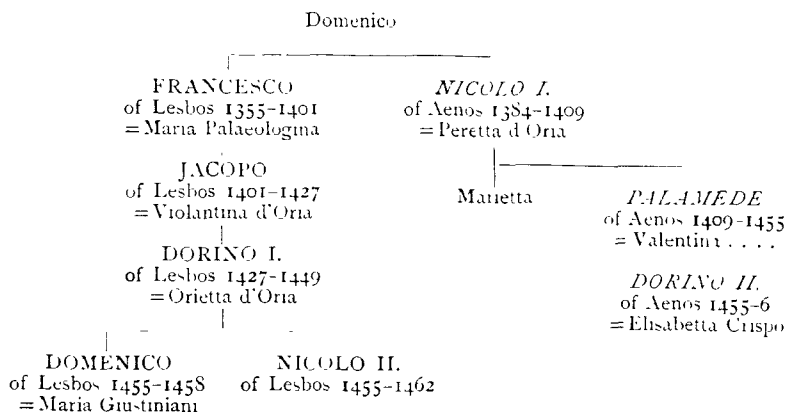 Domenico
FRANCESCO
of Lesbos 1355-1401
= Maria Palaeologina
NICOLO I.
of Aenos 1384-1409
= Peretta d Oria
JACOPO
of Lesbos 1401-1427
= Violantina d'Oria
Marietta
PALAMEDE
of Aenos 1409-1455
= Valentina . . . .
DORINO I.
of Lesbos 1427-1449
= Orietta d'Oria
DORINO II.
of Aenos 1455-6
= Elisabetta Crispo
DOMENICO
of Lesbos 1455-1458
= Maria Giustiniani
NICOLO II.
of Lesbos 1455-1462